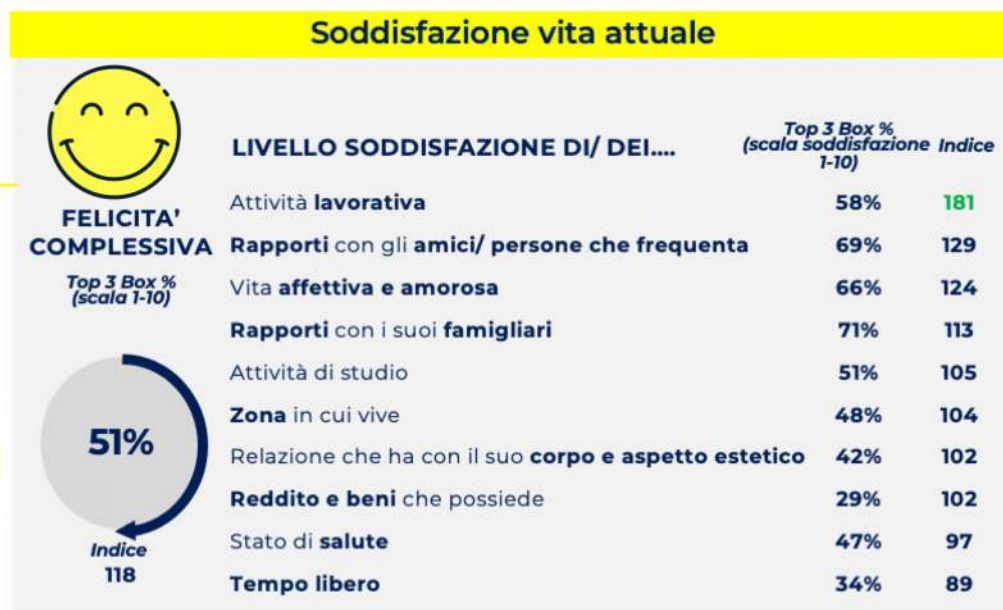 Soddisfazione vita attuale
FELICITA'
COMPLESSIVA
Top 3 Box %
(scala 1-10)
51%
Indice
118
LIVELLO SODDISFAZIONE DI/ DEI....
Top 3 Box %
(scala soddisfazione
1-10)
Indice
Attività lavorativa 58% 181
Rapporti con gli amici/ persone che frequenta 69% 129
Vita affettiva e amorosa 66% 124
Rapporti con i suoi famigliari 71% 113
Attività di studio 51% 105
Zona in cui vive 48% 104
Relazione che ha con il suo corpo e aspetto estetico 42% 102
Reddito e beni che possiede 29% 102
Stato di salute 47% 97
Tempo libero 34% 89